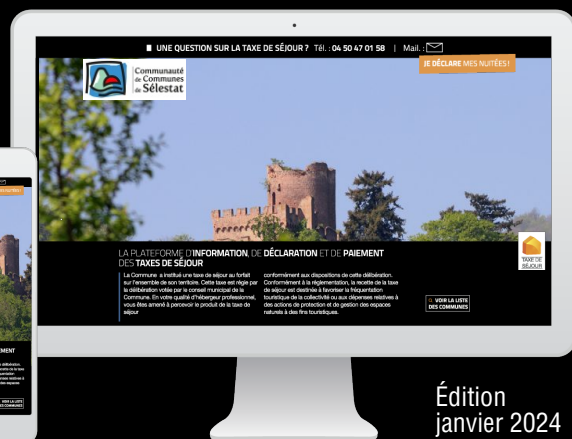 UNE QUESTION SUR LA TAXE DE SÉJOUR ? Tél. : 04 50 47 01 58 | Mail. :
JE DÉCLARE MES NUITÉES !
Communauté
de Communes
de Sélestat
LA PLATEFORME D'INFORMATION, DE DÉCLARATION ET DE PAIEMENT
DES TAXES DE SÉJOUR
La Commune a institué une taxe de séjour au forfait
sur l'ensemble de son territoire. Cette taxe est régie par
la délibération votée par le conseil municipal de la
Commune. En votre qualité d'hébergeur professionnel,
vous êtes amené à percevoir le produit de la taxe de
séjour
conformément aux dispositions de cette délibération.
Conformément à la réglementation, la recette de la taxe
de séjour est destinée à favoriser la fréquentation
touristique de la collectivité ou aux dépenses relatives à
des actions de protection et de gestion des espaces
naturels à des fins touristiques.
TAXE DE
SÉJOUR
VOIR LA LISTE
DES COMMUNES
VOIR LA LISTE
DES COMMUNES
Édition
janvier 2024